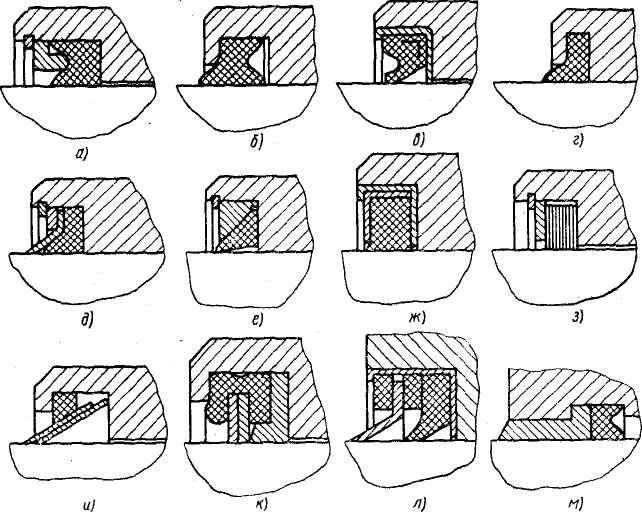 а) б) в) г)
д) е) ж) з)
и) к) л) м)